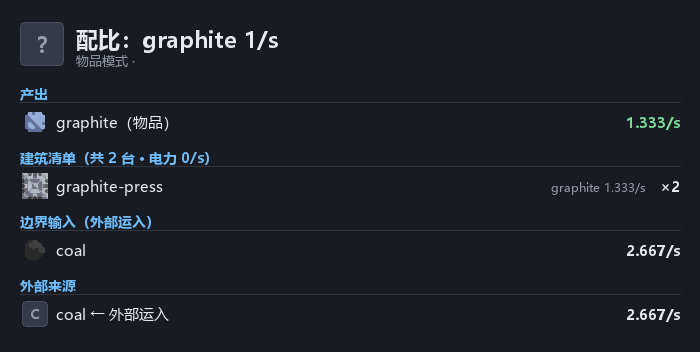 ?
配比：graphite 1/s
物品模式 ·
产出
graphite（物品） 1.333/s
建筑清单（共 2 台 · 电力 0/s）
graphite-press graphite 1.333/s ×2
边界输入（外部运入）
coal 2.667/s
外部来源
C coal ← 外部运入 2.667/s